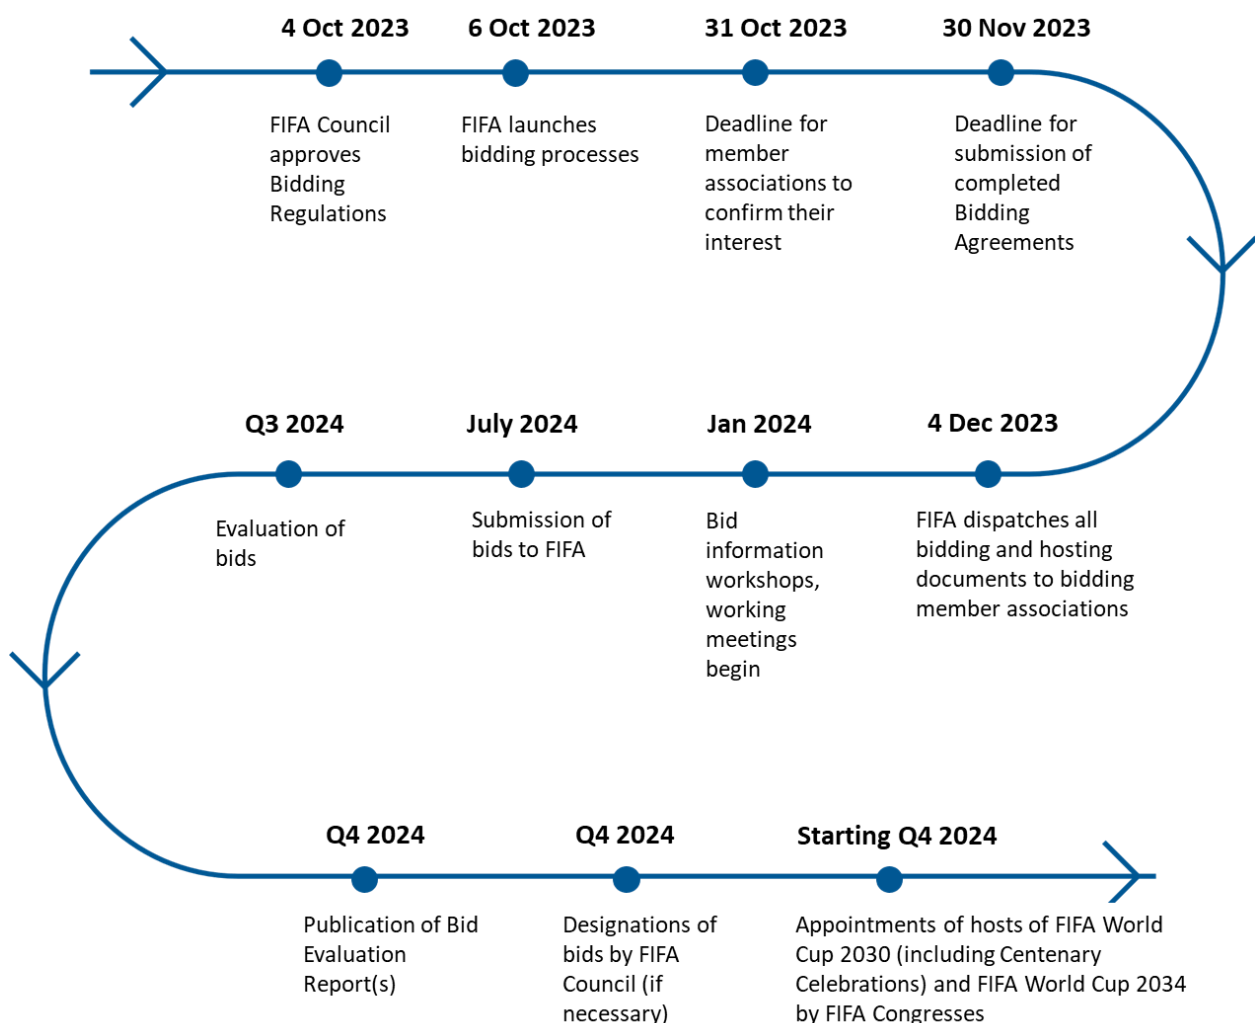 4 Oct 2023
FIFA Council
approves
Bidding
Regulations
6 Oct 2023
FIFA launches
bidding processes
31 Oct 2023
Deadline for
member
associations to
confirm their
interest
30 Nov 2023
Deadline for
submission of
completed
Bidding
Agreements
4 Dec 2023
FIFA dispatches all
bidding and hosting
documents to bidding
member associations
Jan 2024
Bid
information
workshops,
working
meetings
begin
July 2024
Submission of
bids to FIFA
Q3 2024
Evaluation of
bids
Q4 2024
Publication of Bid
Evaluation
Report(s)
Q4 2024
Designations of
bids by FIFA
Council (if
necessary)
Starting Q4 2024
Appointments of hosts of FIFA World
Cup 2030 (including Centenary
Celebrations) and FIFA World Cup 2034
by FIFA Congresses